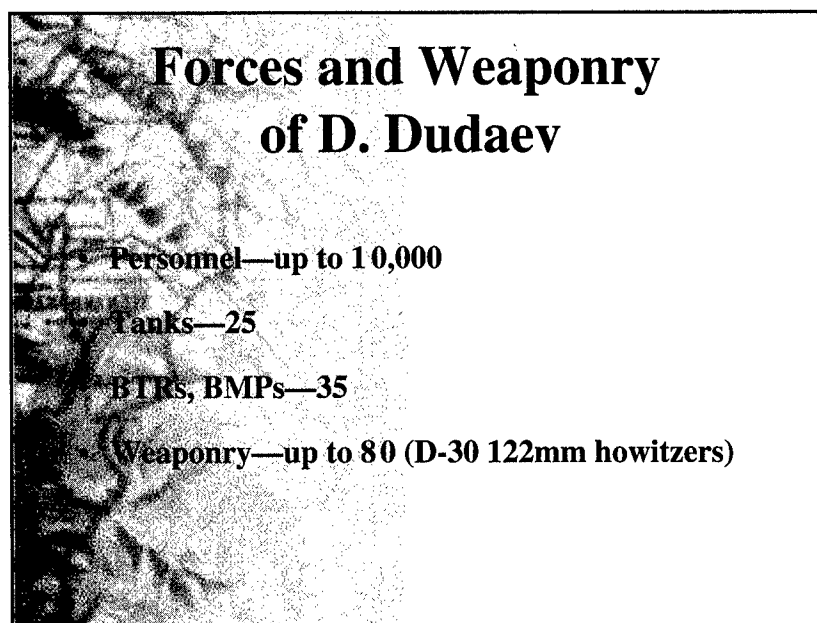 Forces and Weaponry
of D. Dudaev
• Personnel—up to 10,000
• Tanks—25
• BTRs, BMPs—35
• Weaponry—up to 80 (D-30 122mm howitzers)